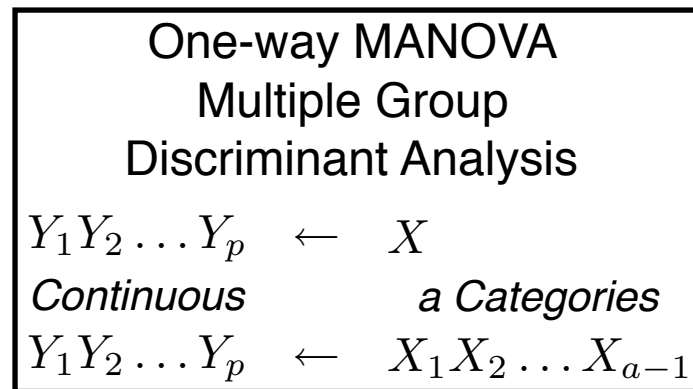 One-way MANOVA
Multiple Group
Discriminant Analysis
Y₁Y₂ … Yₚ ← X
Continuous a Categories
Y₁Y₂ … Yₚ ← X₁X₂ … Xₐ₋₁